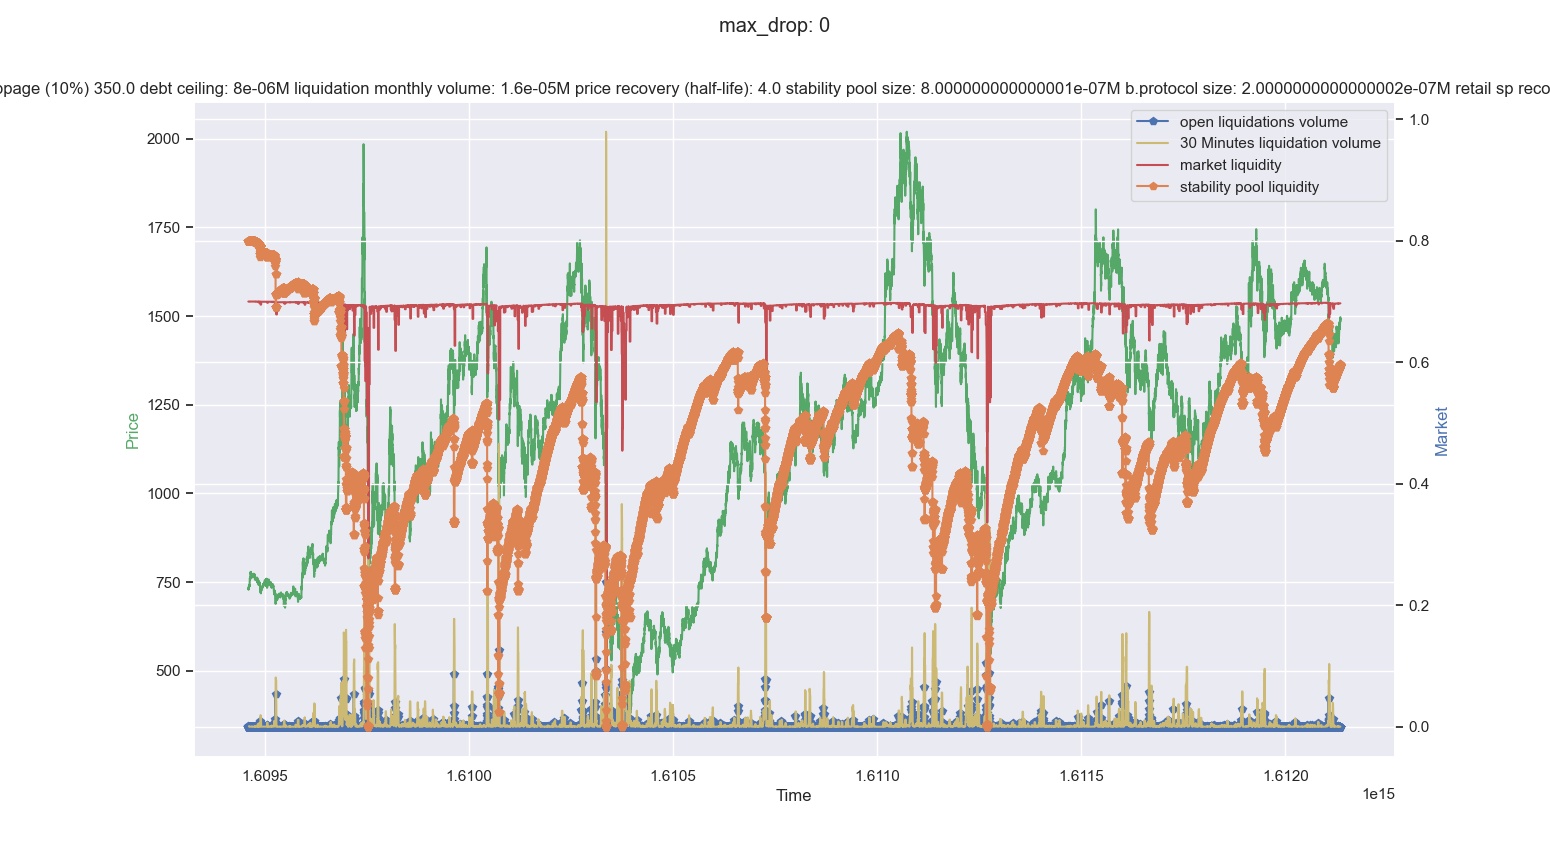 max_drop: 0
(10%) 350.0 debt ceiling: 8e-06M liquidation monthly volume: 1.6e-05M price recovery (half-life): 4.0 stability pool size: 8.000000000000001e-07M b.protocol size: 2.0000000000000002e-07M retail sp
open liquidations volume
30 Minutes liquidation volume
market liquidity
stability pool liquidity
2000
1750
1500
1250
1000
750
500
Price
1.0
0.8
0.6
0.4
0.2
0.0
Market
1.6095 1.6100 1.6105 1.6110 1.6115 1.6120
Time
1e15